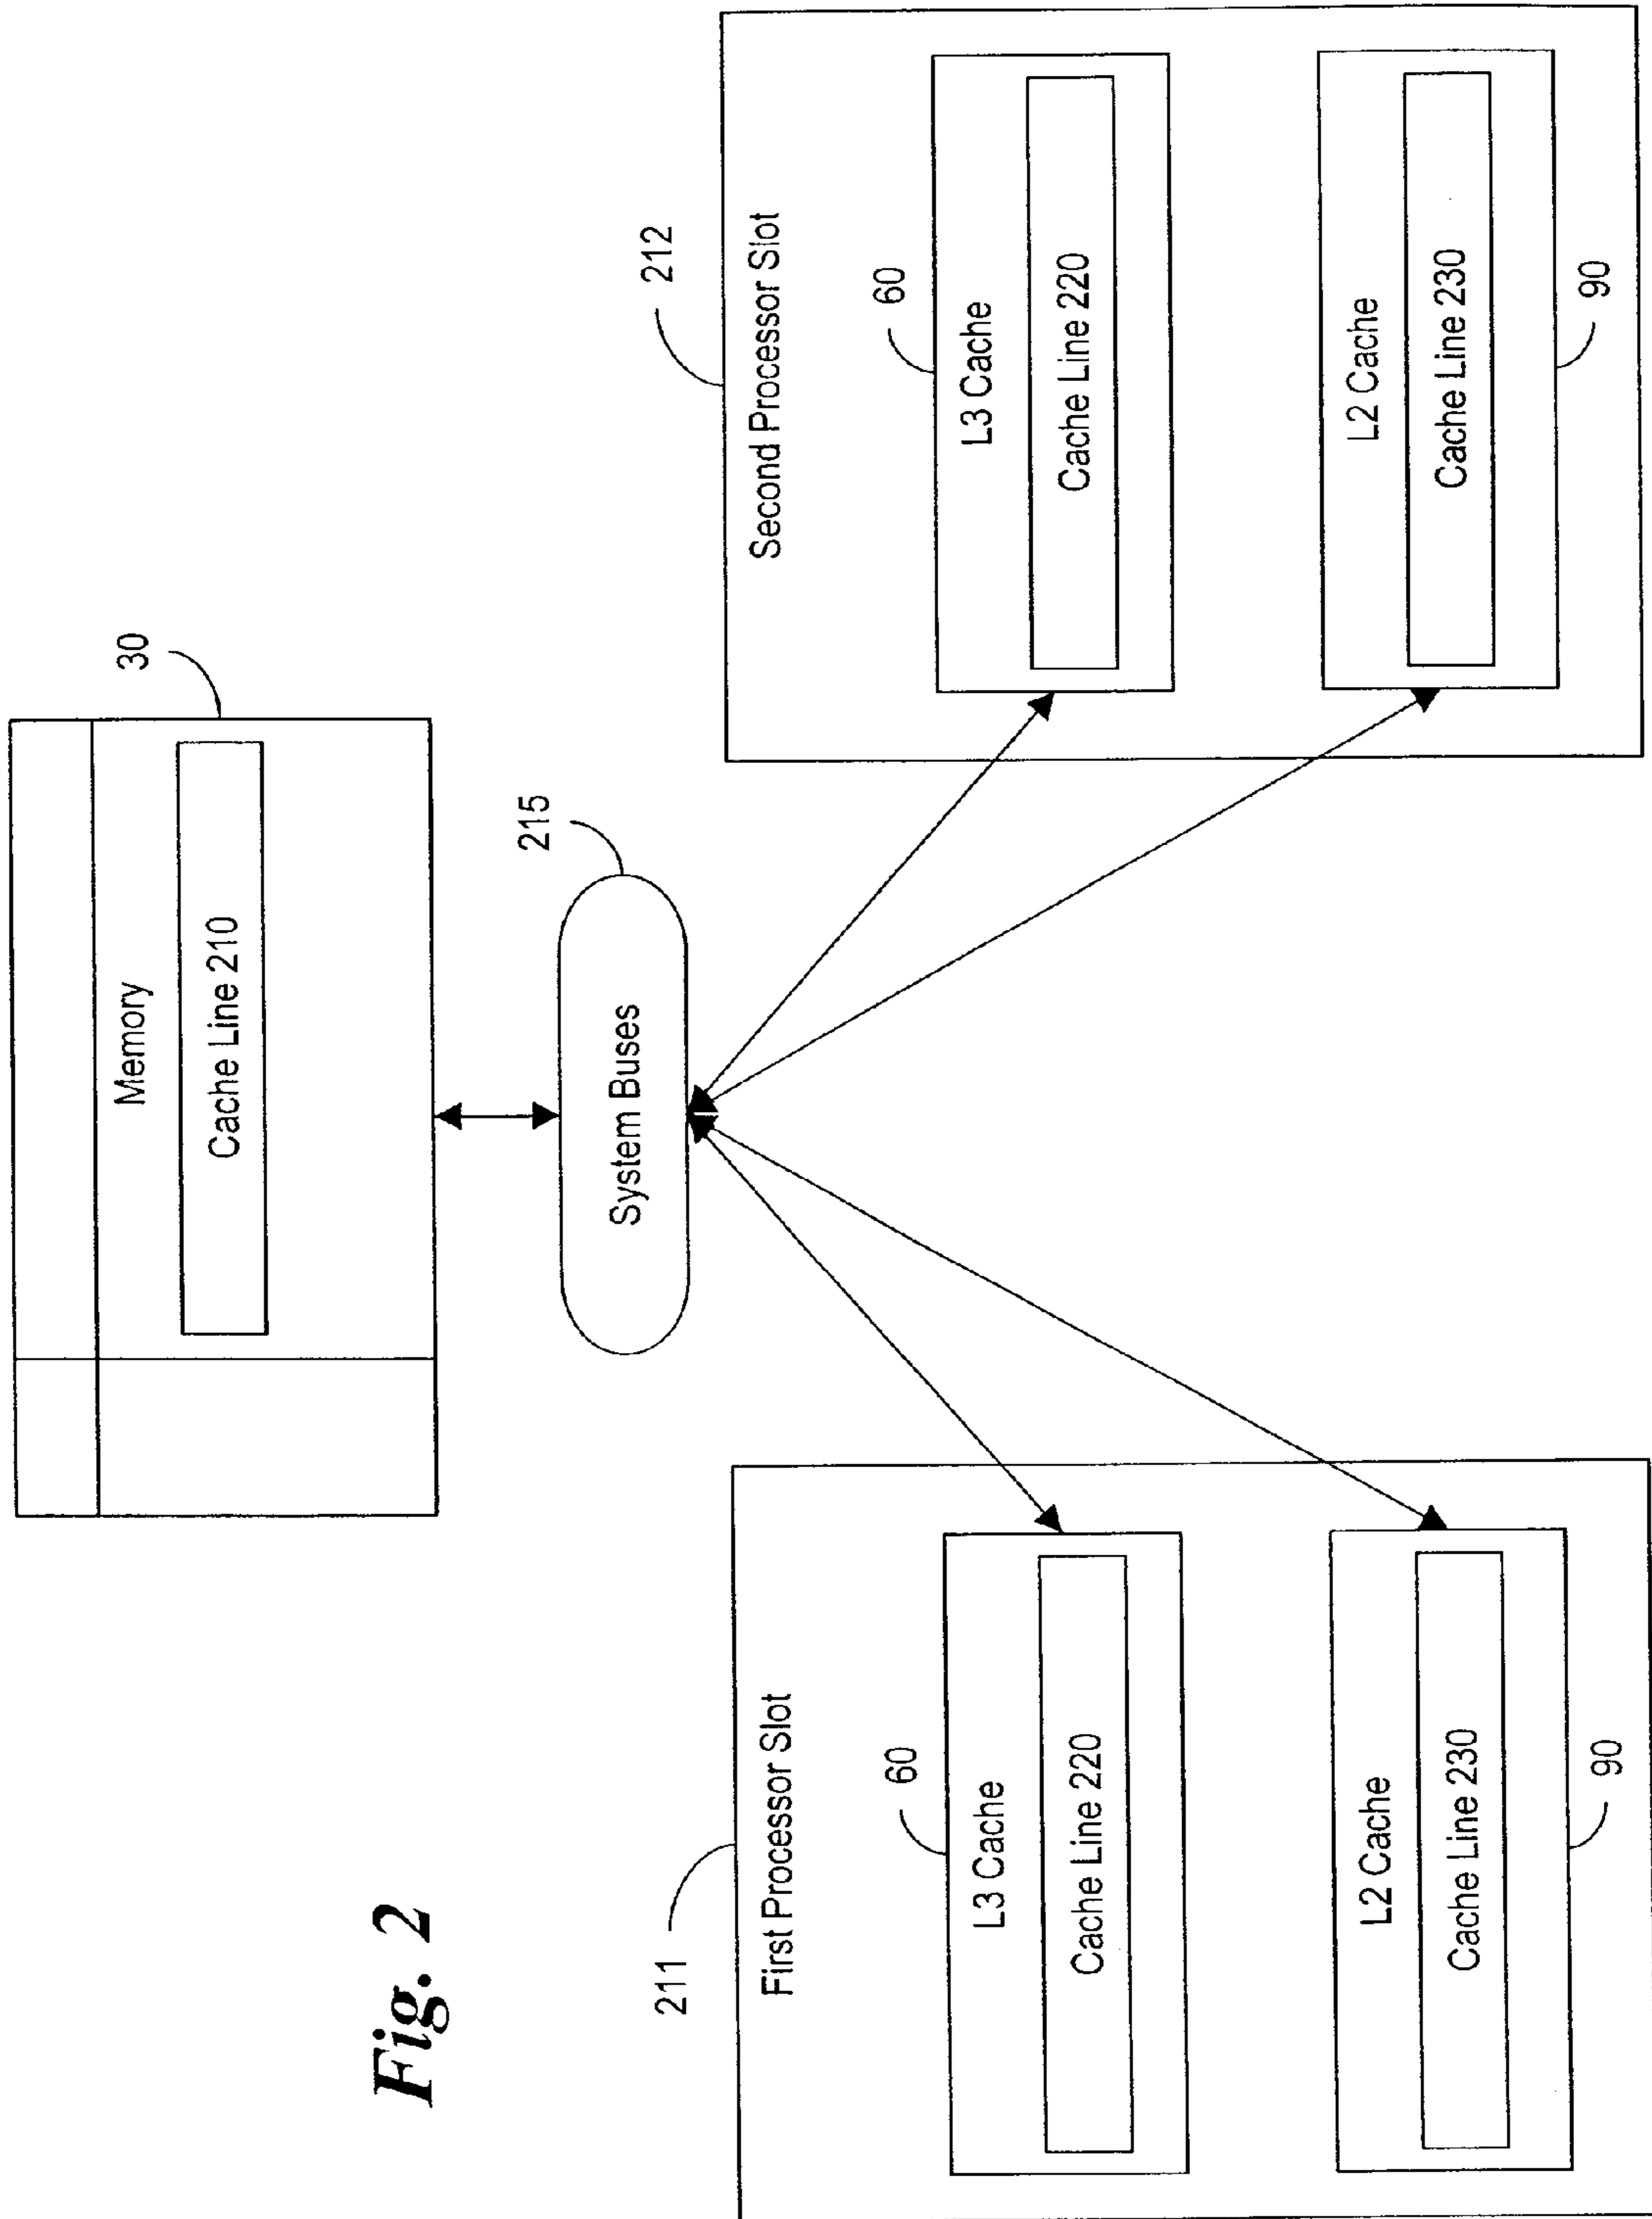 Fig. 2
30
Memory
Cache Line 210
215
System Buses
211
First Processor Slot
60
L3 Cache
Cache Line 220
L2 Cache
Cache Line 230
90
212
Second Processor Slot
60
L3 Cache
Cache Line 220
L2 Cache
Cache Line 230
90